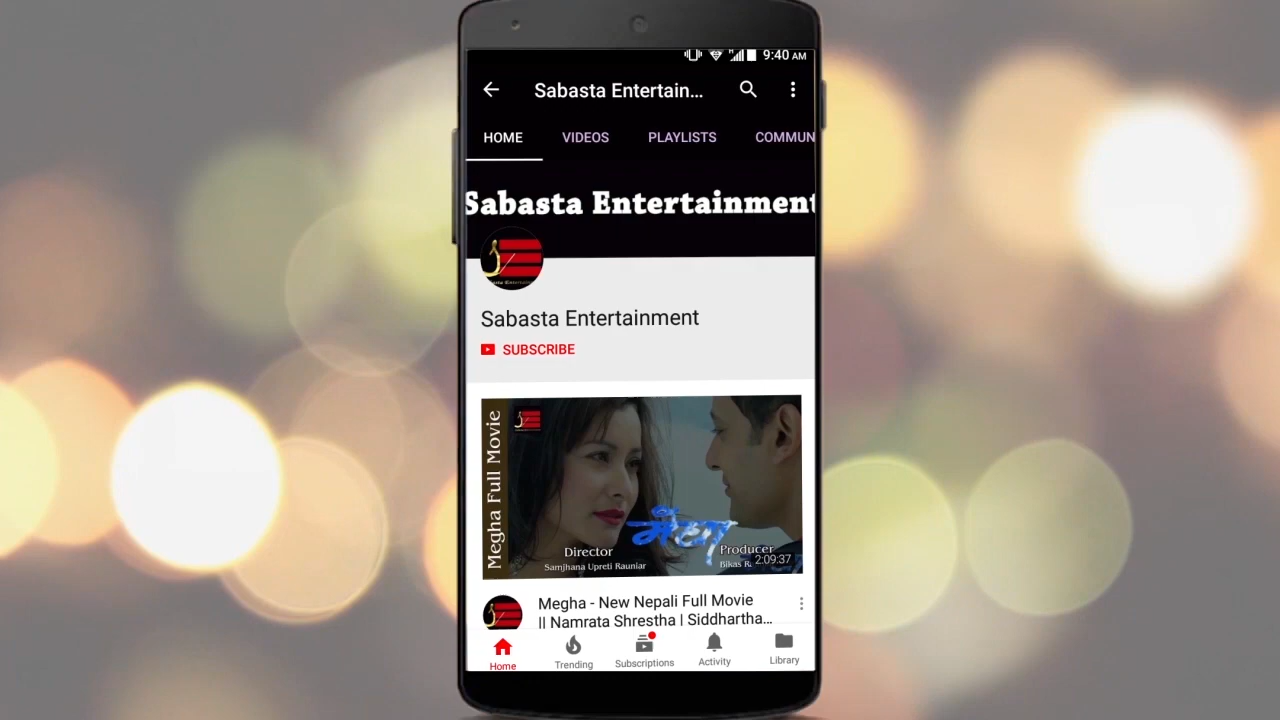 9:40 AM
Sabasta Entertain...
HOME VIDEOS PLAYLISTS COMMUN
Sabasta Entertainment
Sabasta Entertainment
SUBSCRIBE
Megha Full Movie
मेघा
Director
Samjhana Upreti Rauniar
Producer
Bikas R.
2:09:37
Megha - New Nepali Full Movie
|| Namrata Shrestha | Siddhartha...
Home Trending Subscriptions Activity Library